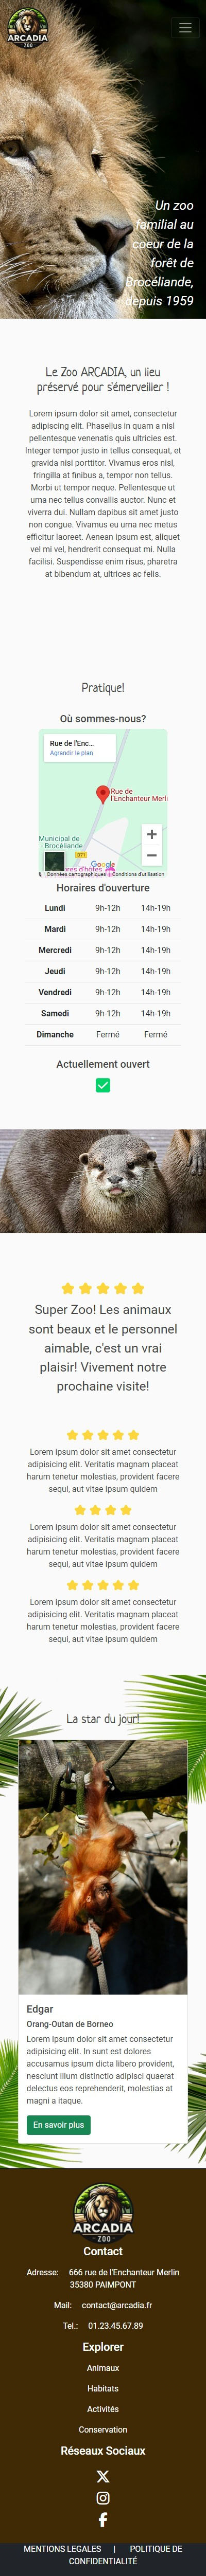 ARCADIA
ZOO
Un zoo
familial au
coeur de la
forêt de
Brocéliande,
depuis 1959
Le Zoo ARCADIA, un lieu
préservé pour s'émerveiller !
Lorem ipsum dolor sit amet, consectetur
adipiscing elit. Phasellus in quam a nisl
pellentesque venenatis quis ultricies est.
Integer tempor justo in tellus consequat, et
gravida nisi porttitor. Vivamus eros nisl,
fringilla at finibus a, tempor non tellus.
Morbi ut tempor neque. Pellentesque ut
urna nec tellus convallis auctor. Nunc et
viverra dui. Nullam dapibus sit amet justo
non congue. Vivamus eu urna nec metus
efficitur laoreet. Aenean ipsum est, aliquet
vel mi vel, hendrerit consequat mi. Nulla
facilisi. Suspendisse enim risus, pharetra
at bibendum at, ultrices ac felis.
Pratique!
Où sommes-nous?
Rue de l'Enc...
Agrandir le plan
Rue de
l'Enchanteur Merli
Municipal de
Brocéliande
D71
Google
Données cartographiques Conditions d'utilisation
Horaires d'ouverture
Lundi 9h-12h 14h-19h
Mardi 9h-12h 14h-19h
Mercredi 9h-12h 14h-19h
Jeudi 9h-12h 14h-19h
Vendredi 9h-12h 14h-19h
Samedi 9h-12h 14h-19h
Dimanche Fermé Fermé
Actuellement ouvert
Super Zoo! Les animaux
sont beaux et le personnel
aimable, c'est un vrai
plaisir! Vivement notre
prochaine visite!
Lorem ipsum dolor sit amet consectetur
adipisicing elit. Veritatis magnam placeat
harum tenetur molestias, provident facere
sequi, aut vitae ipsum quidem
Lorem ipsum dolor sit amet consectetur
adipisicing elit. Veritatis magnam placeat
harum tenetur molestias, provident facere
sequi, aut vitae ipsum quidem
Lorem ipsum dolor sit amet consectetur
adipisicing elit. Veritatis magnam placeat
harum tenetur molestias, provident facere
sequi, aut vitae ipsum quidem
La star du jour!
Edgar
Orang-Outan de Borneo
Lorem ipsum dolor sit amet consectetur
adipisicing elit. In sunt est dolores
accusamus ipsum dicta libero provident,
nesciunt illum distinctio adipisci quaerat
delectus eos reprehenderit, molestias at
magni a itaque.
En savoir plus
ARCADIA
ZOO
Contact
Adresse: 666 rue de l'Enchanteur Merlin
35380 PAIMPONT
Mail: contact@arcadia.fr
Tel.: 01.23.45.67.89
Explorer
Animaux
Habitats
Activités
Conservation
Réseaux Sociaux
MENTIONS LEGALES | POLITIQUE DE
CONFIDENTIALITÉ